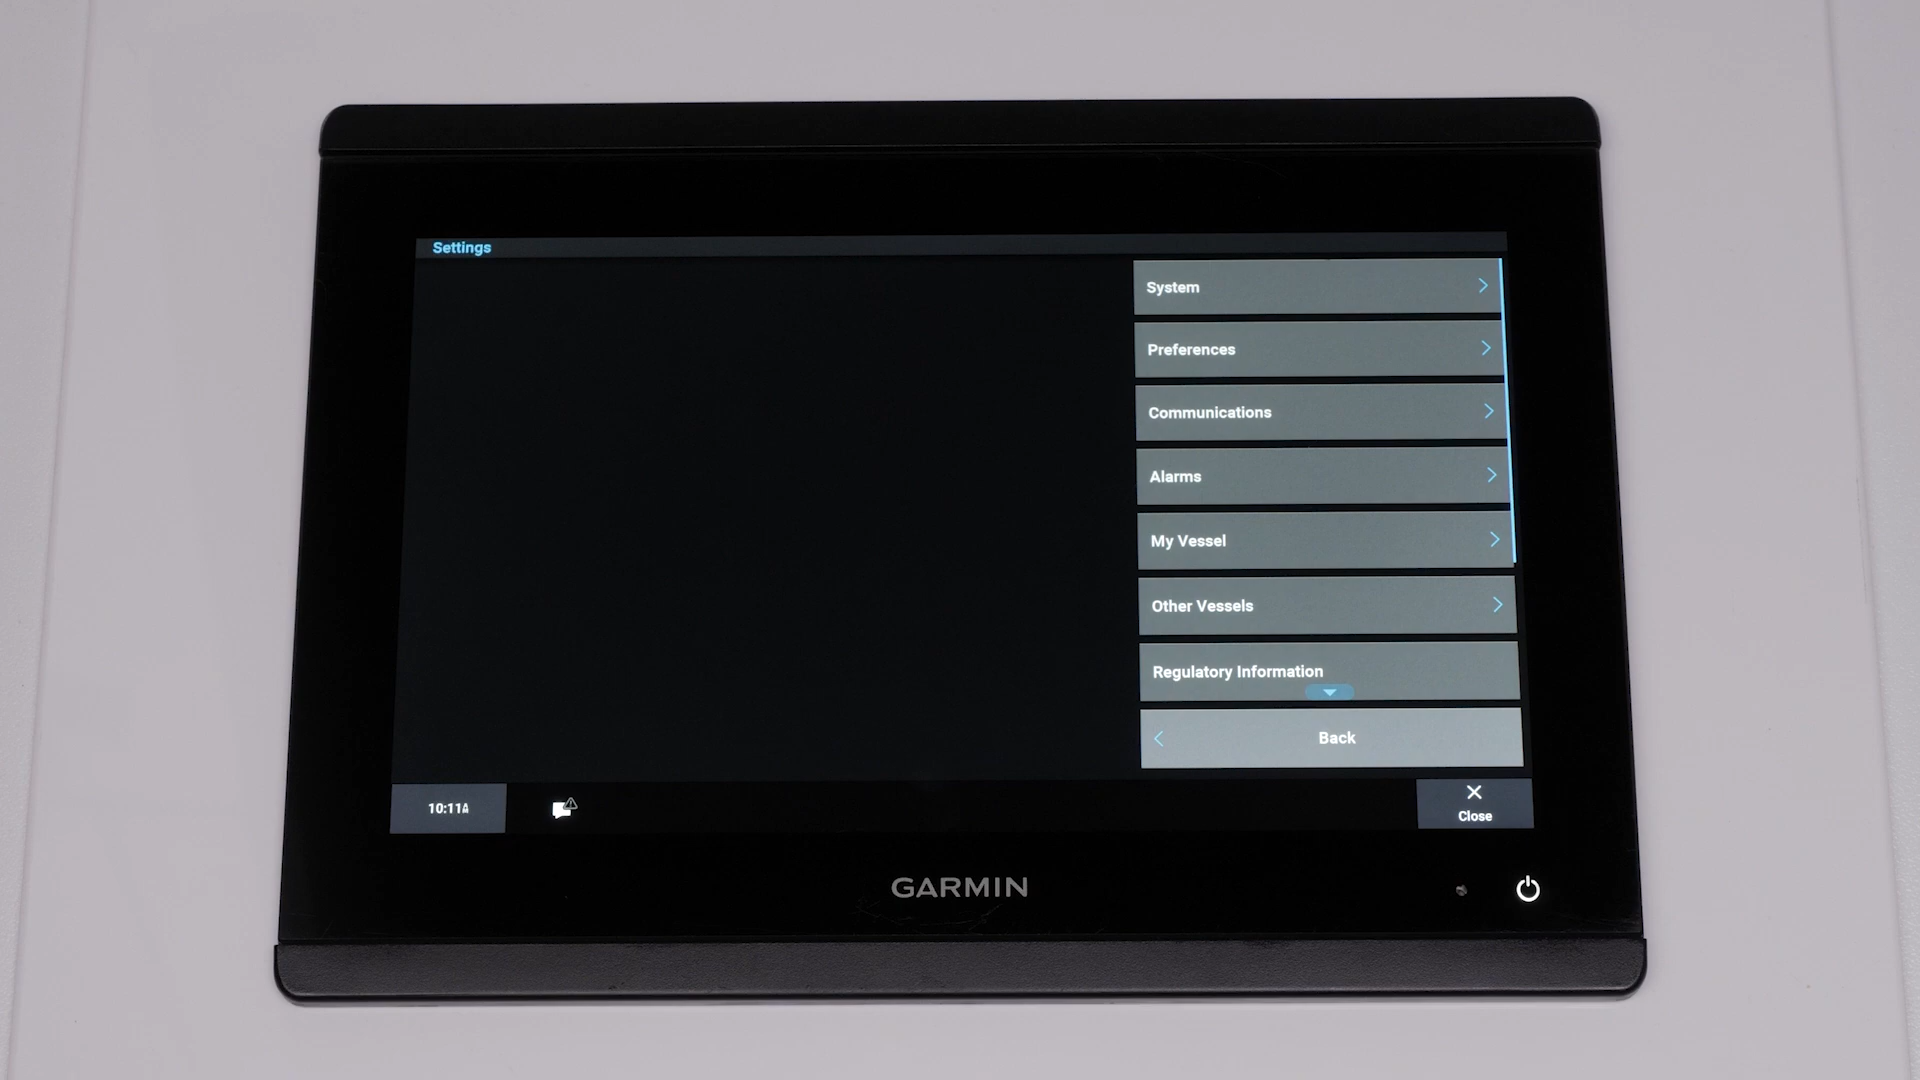 Settings
System
Preferences
Communications
Alarms
My Vessel
Other Vessels
Regulatory Information
Back
10:11A
Close
GARMIN